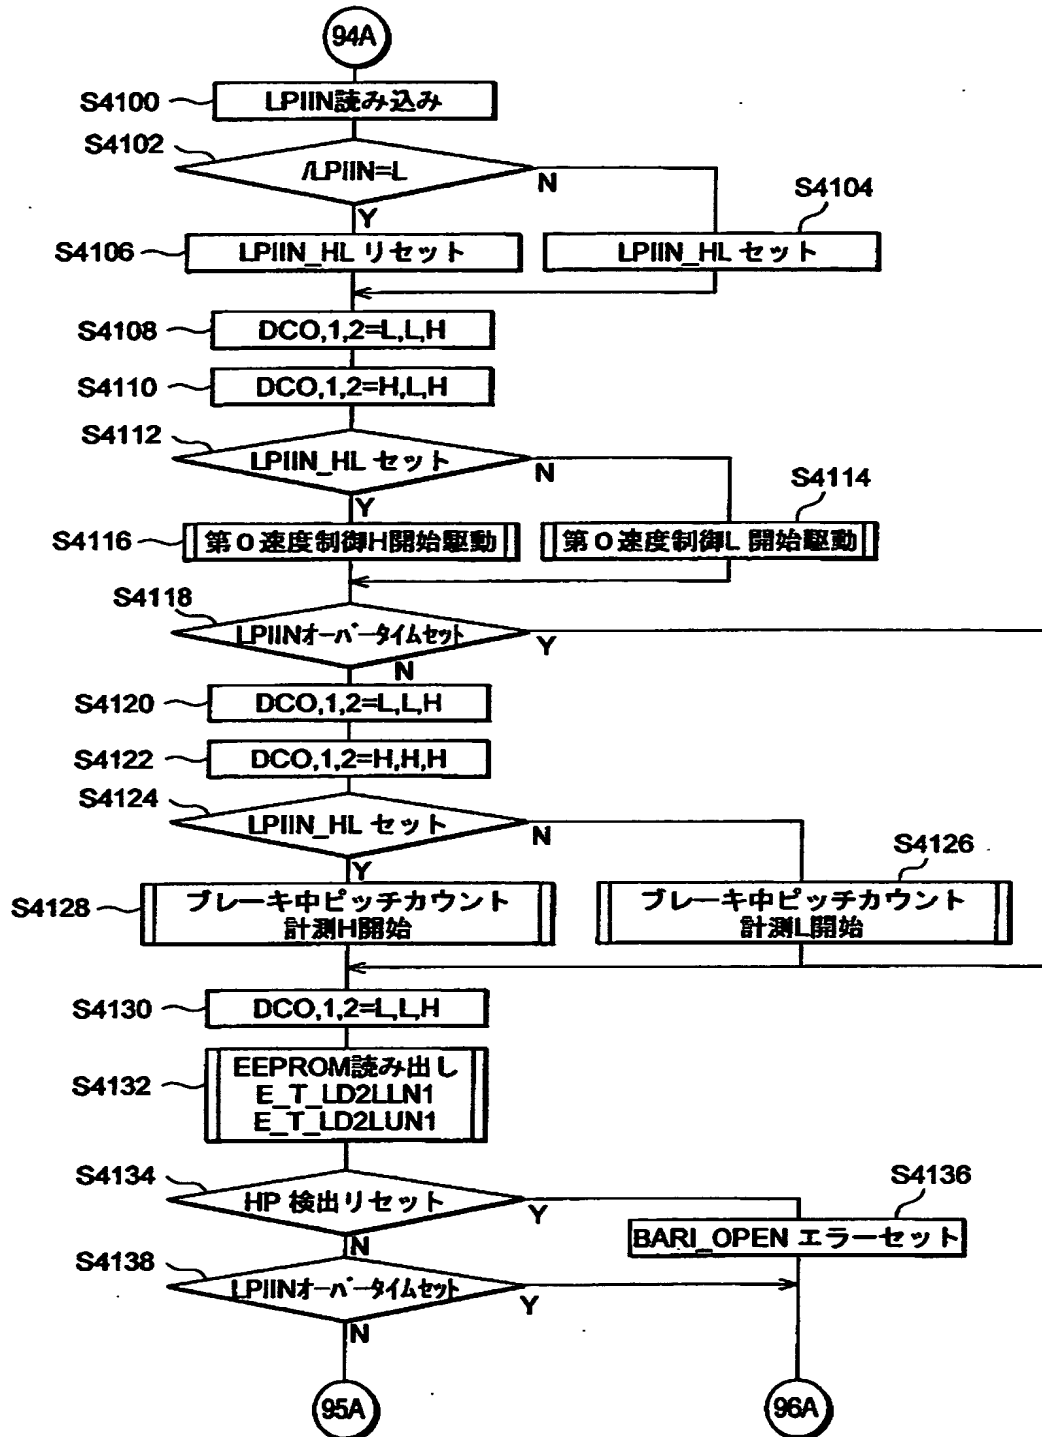 94A
S4100
LPIIN読み込み
S4102
/LPIIN=L
N
Y
S4104
S4106
LPIIN_HL リセット
LPIIN_HL セット
S4108
DCO,1,2=L,L,H
S4110
DCO,1,2=H,L,H
S4112
LPIIN_HL セット
N
Y
S4114
S4116
第0速度制御H開始駆動
第0速度制御L 開始駆動
S4118
LPIINオーバータイムセット
Y
N
S4120
DCO,1,2=L,L,H
S4122
DCO,1,2=H,H,H
S4124
LPIIN_HL セット
N
Y
S4126
S4128
ブレーキ中ピッチカウント
計測H開始
ブレーキ中ピッチカウント
計測L開始
S4130
DCO,1,2=L,L,H
S4132
EEPROM読み出し
E_T_LD2LLN1
E_T_LD2LUN1
S4134
HP 検出リセット
Y
N
S4136
BARI_OPEN エラーセット
S4138
LPIINオーバータイムセット
Y
N
95A
96A